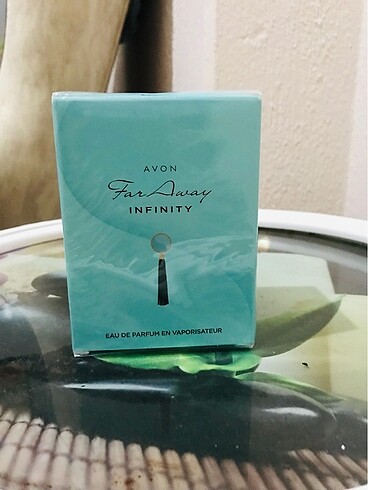 AVON
Far Away
INFINITY
EAU DE PARFUM EN VAPORISATEUR